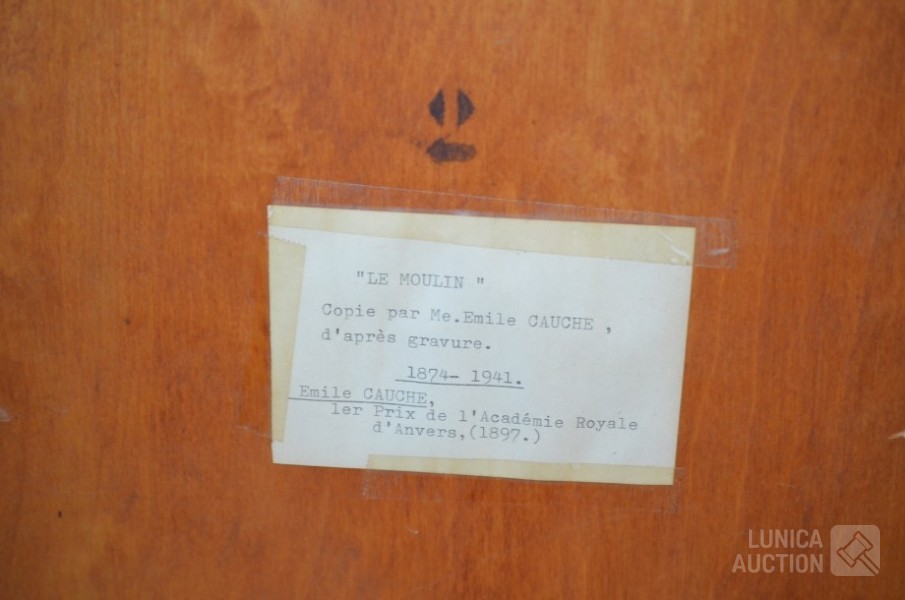 "LE MOULIN "
Copie par Me.Emile CAUCHE ,
d'après gravure.
1874- 1941.
Emile CAUCHE,
1er Prix de l'Académie Royale
d'Anvers,(1897.)
LUNICA
AUCTION